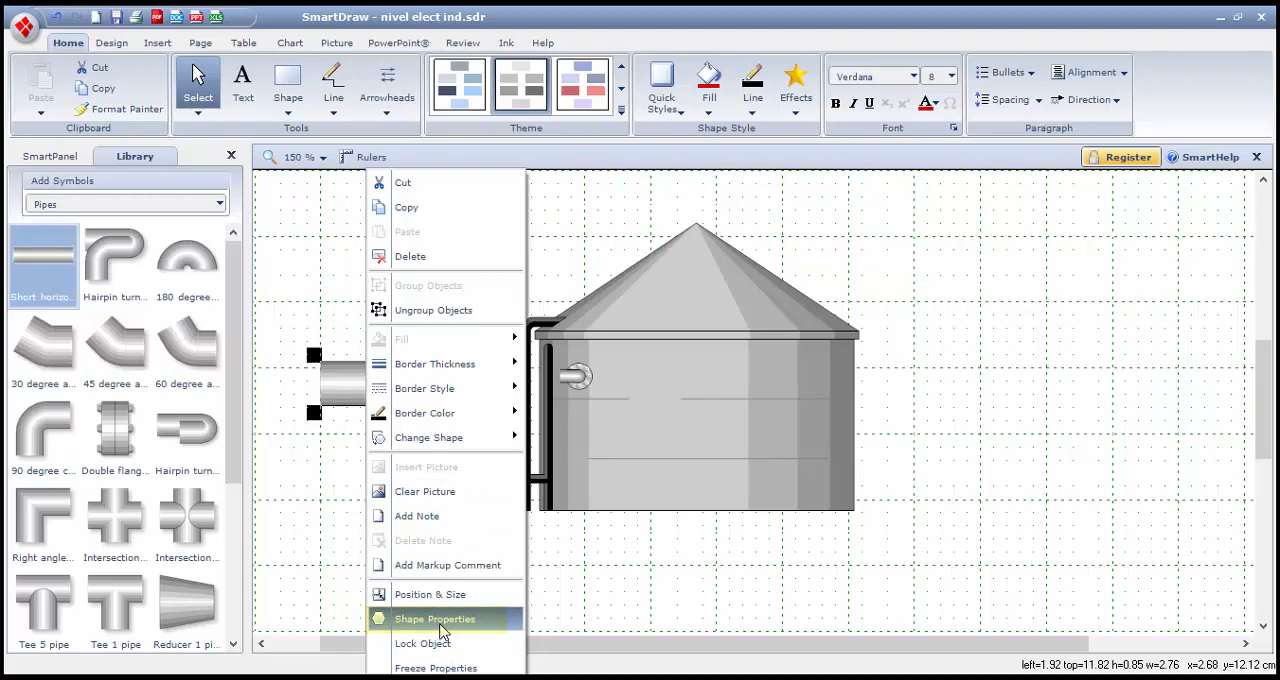 SmartDraw - nivel elect ind.sdr
Home Design Insert Page Table Chart Picture PowerPoint® Review Ink Help
Paste Cut Copy Format Painter
Clipboard
Select Text Shape Line Arrowheads
Tools
Theme
Quick Styles Fill Line Effects
Shape Style
Verdana 8
B I U A Ω
Font
Bullets Alignment
Spacing Direction
Paragraph
SmartPanel Library
150 % Rulers
Register SmartHelp
Add Symbols
Pipes
Short horizo... Hairpin turn... 180 degree...
30 degree a... 45 degree a... 60 degree a...
90 degree c... Double flang... Hairpin turn...
Right angle... Intersection... Intersection...
Tee 5 pipe Tee 1 pipe Reducer 1 pi...
Cut
Copy
Paste
Delete
Group Objects
Ungroup Objects
Fill
Border Thickness
Border Style
Border Color
Change Shape
Insert Picture
Clear Picture
Add Note
Delete Note
Add Markup Comment
Position & Size
Shape Properties
Lock Object
Freeze Properties
left=1.92 top=11.82 h=0.85 w=2.76 x=2.68 y=12.12 cm